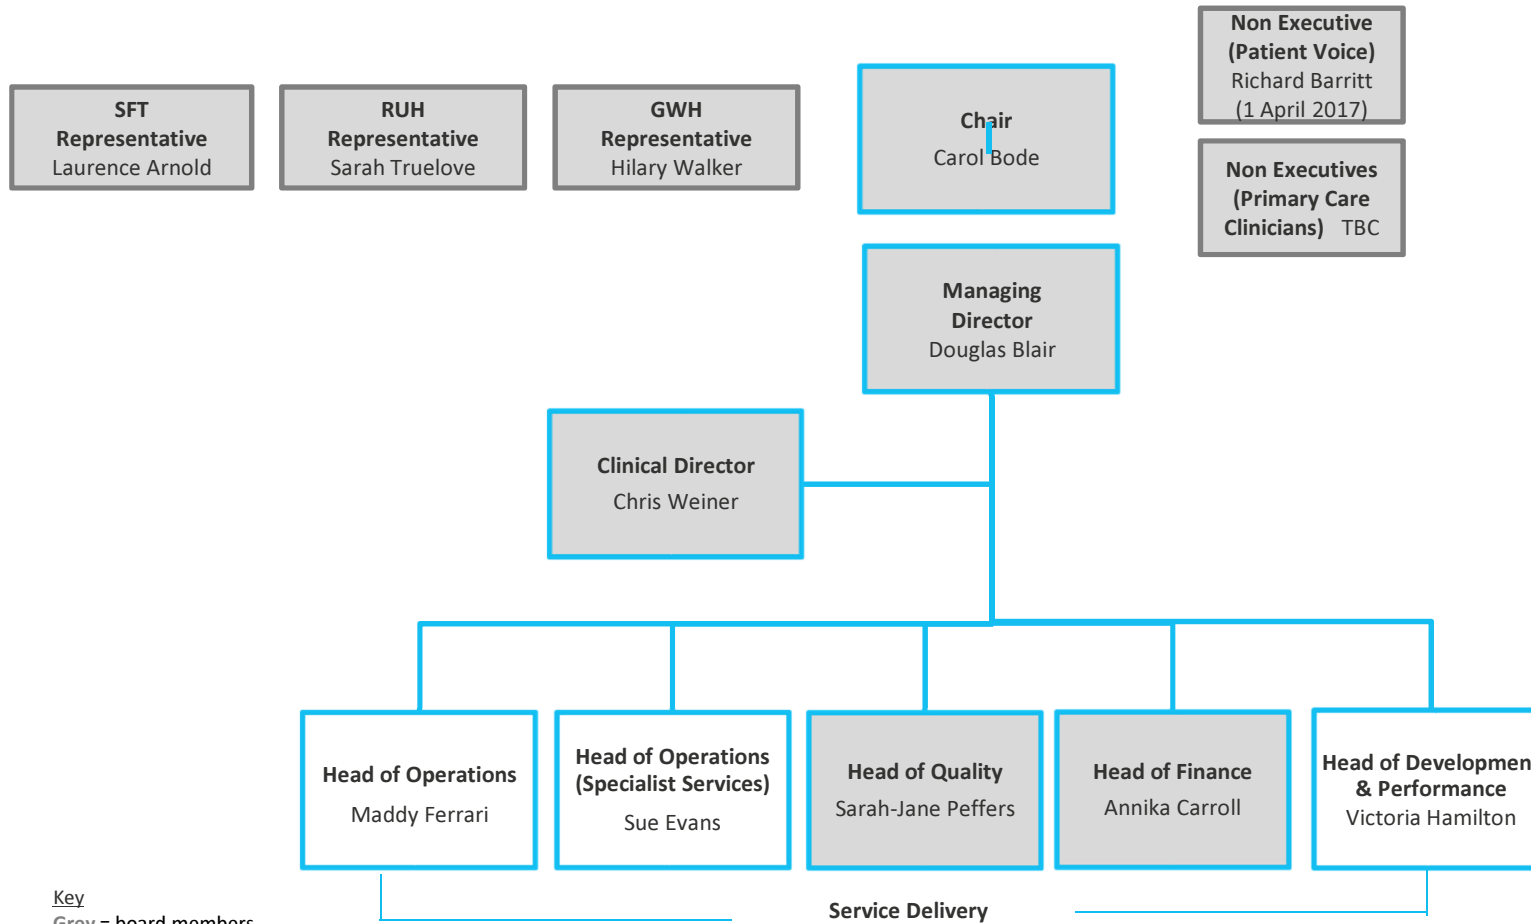 SFT
Representative
Laurence Arnold
RUH
Representative
Sarah Truelove
GWH
Representative
Hilary Walker
Chair
Carol Bode
Non Executive
(Patient Voice)
Richard Barritt
(1 April 2017)
Non Executives
(Primary Care
Clinicians) TBC
Managing
Director
Douglas Blair
Clinical Director
Chris Weiner
Head of Operations
Maddy Ferrari
Head of Operations
(Specialist Services)
Sue Evans
Head of Quality
Sarah-Jane Peffers
Head of Finance
Annika Carroll
Head of Developmen
& Performance
Victoria Hamilton
Key
Grey = board members
Service Delivery